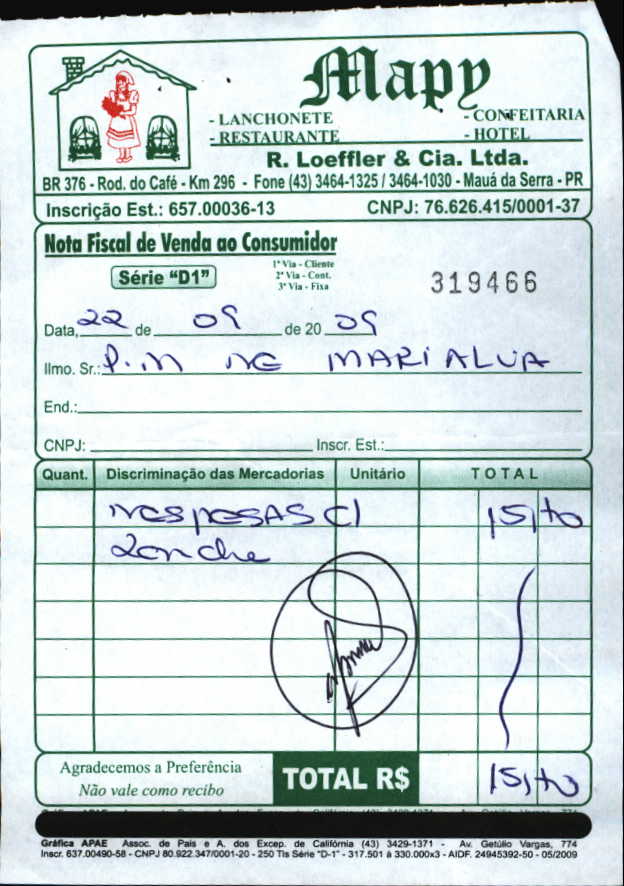 Mapy
- LANCHONETE - CONFEITARIA
- RESTAURANTE - HOTEL
R. Loeffler & Cia. Ltda.
BR 376 - Rod. do Café - Km 296 - Fone (43) 3464-1325 / 3464-1030 - Mauá da Serra - PR
Inscrição Est.: 657.00036-13 CNPJ: 76.626.415/0001-37
Nota Fiscal de Venda ao Consumidor
Série "D1"
1ª Via - Cliente
2ª Via - Cont.
3ª Via - Fixa
319466
Data, 22 de 09 de 20 09
Ilmo. Sr.: P.M DE MARIALVA
End.:
CNPJ: Inscr. Est.:
Quant. Discriminação das Mercadorias Unitário TOTAL
DESPESAS C/ 15,70
Lanche
Agradecemos a Preferência
Não vale como recibo
TOTAL R$ 15,70
Gráfica APAE Assoc. de Pais e A. dos Excep. de Califórnia (43) 3429-1371 - Av. Getúlio Vargas, 774
Inscr. 637.00490-58 - CNPJ 80.922.347/0001-20 - 250 Tls Série "D-1" - 317.501 à 330.000x3 - AIDF. 24945392-50 - 05/2009